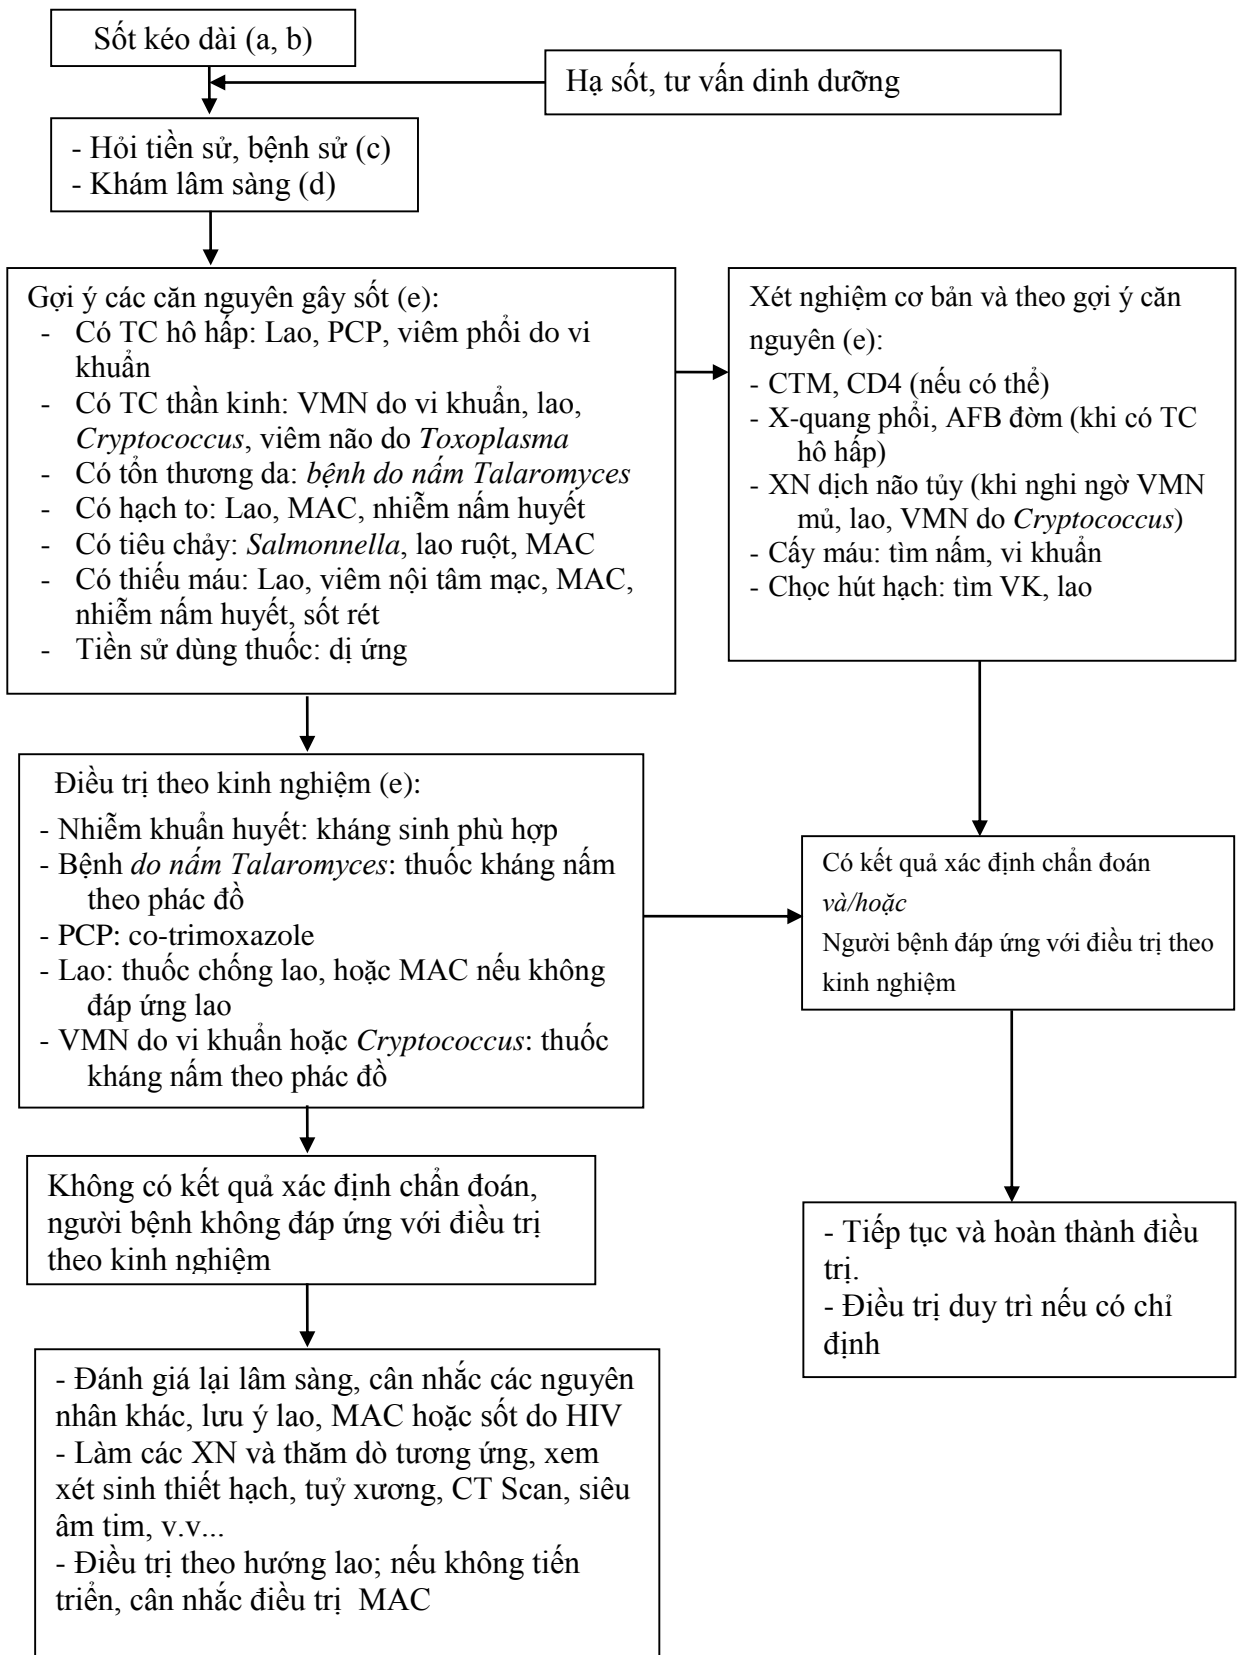 Sốt kéo dài (a, b)
Hạ sốt, tư vấn dinh dưỡng
- Hỏi tiền sử, bệnh sử (c)
- Khám lâm sàng (d)
Gợi ý các căn nguyên gây sốt (e):
- Có TC hô hấp: Lao, PCP, viêm phổi do vi
khuẩn
- Có TC thần kinh: VMN do vi khuẩn, lao,
Cryptococcus, viêm não do Toxoplasma
- Có tổn thương da: bệnh do nấm Talaromyces
- Có hạch to: Lao, MAC, nhiễm nấm huyết
- Có tiêu chảy: Salmonnella, lao ruột, MAC
- Có thiếu máu: Lao, viêm nội tâm mạc, MAC,
nhiễm nấm huyết, sốt rét
- Tiền sử dùng thuốc: dị ứng
Xét nghiệm cơ bản và theo gợi ý căn
nguyên (e):
- CTM, CD4 (nếu có thể)
- X-quang phổi, AFB đờm (khi có TC
hô hấp)
- XN dịch não tủy (khi nghi ngờ VMN
mủ, lao, VMN do Cryptococcus)
- Cấy máu: tìm nấm, vi khuẩn
- Chọc hút hạch: tìm VK, lao
Điều trị theo kinh nghiệm (e):
- Nhiễm khuẩn huyết: kháng sinh phù hợp
- Bệnh do nấm Talaromyces: thuốc kháng nấm
theo phác đồ
- PCP: co-trimoxazole
- Lao: thuốc chống lao, hoặc MAC nếu không
đáp ứng lao
- VMN do vi khuẩn hoặc Cryptococcus: thuốc
kháng nấm theo phác đồ
Có kết quả xác định chẩn đoán
và/hoặc
Người bệnh đáp ứng với điều trị theo
kinh nghiệm
Không có kết quả xác định chẩn đoán,
người bệnh không đáp ứng với điều trị
theo kinh nghiệm
- Tiếp tục và hoàn thành điều
trị.
- Điều trị duy trì nếu có chỉ
định
- Đánh giá lại lâm sàng, cân nhắc các nguyên
nhân khác, lưu ý lao, MAC hoặc sốt do HIV
- Làm các XN và thăm dò tương ứng, xem
xét sinh thiết hạch, tuỷ xương, CT Scan, siêu
âm tim, v.v...
- Điều trị theo hướng lao; nếu không tiến
triển, cân nhắc điều trị MAC